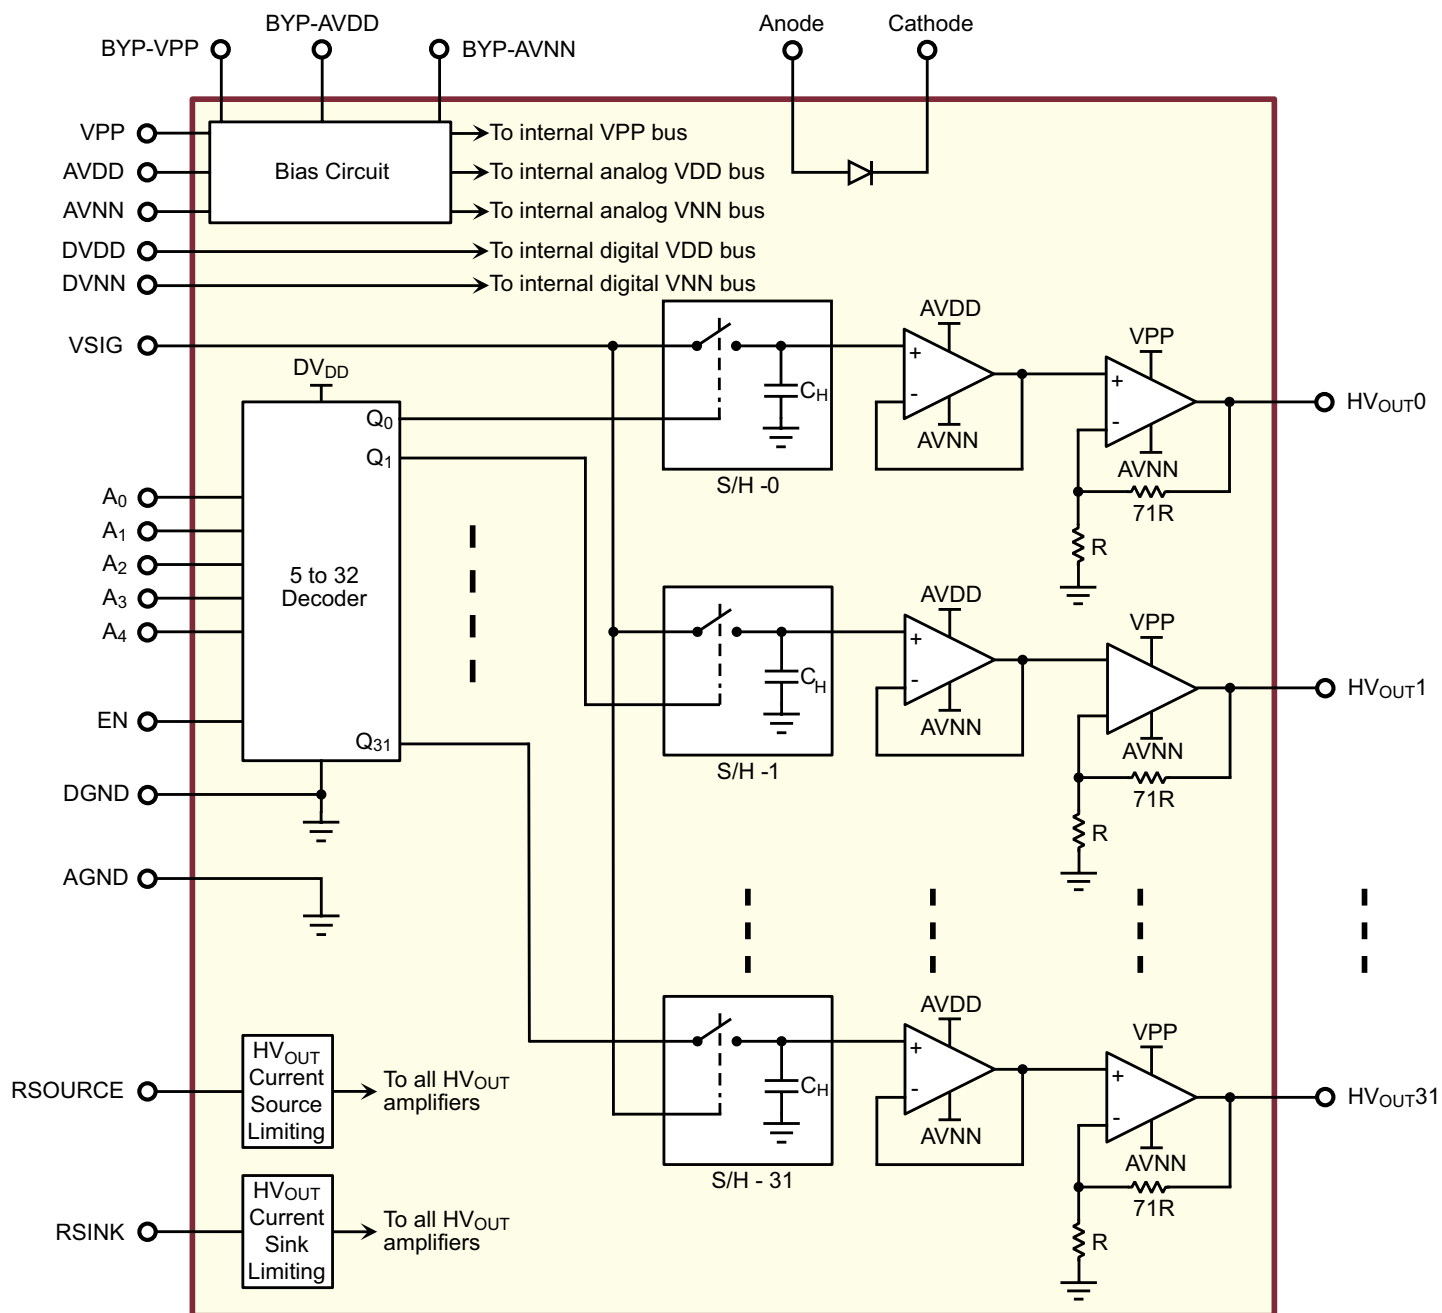 BYP-AVDD
BYP-VPP
BYP-AVNN
Anode
Cathode
VPP
AVDD
AVNN
DVDD
DVNN
VSIG
Bias Circuit
To internal VPP bus
To internal analog VDD bus
To internal analog VNN bus
To internal digital VDD bus
To internal digital VNN bus
DVDD
Q0
Q1
A0
A1
A2
A3
A4
5 to 32
Decoder
EN
Q31
DGND
AGND
CH
S/H -0
AVDD
+
-
AVNN
VPP
+
-
AVNN
71R
R
HVOUT0
CH
S/H -1
AVDD
+
-
AVNN
VPP
AVNN
71R
R
HVOUT1
CH
S/H - 31
AVDD
+
-
AVNN
VPP
+
-
AVNN
71R
R
HVOUT31
RSOURCE
HVOUT
Current
Source
Limiting
To all HVOUT
amplifiers
RSINK
HVOUT
Current
Sink
Limiting
To all HVOUT
amplifiers